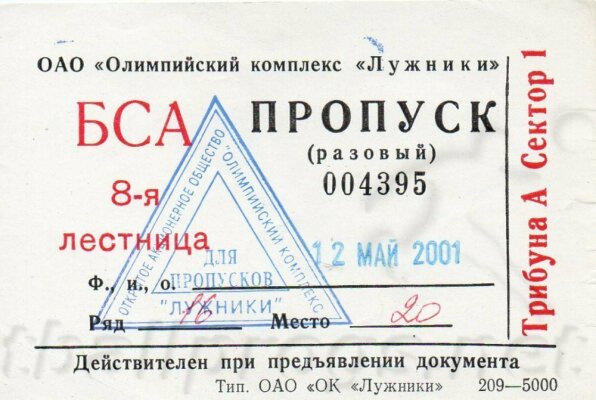 ОАО «Олимпийский комплекс «Лужники»
БСА
ПРОПУСК
(разовый)
004395
8-я
лестница
12 МАЙ 2001
ОТКРЫТОЕ АКЦИОНЕРНОЕ ОБЩЕСТВО
"ОЛИМПИЙСКИЙ КОМПЛЕКС
"ЛУЖНИКИ"
ДЛЯ
ПРОПУСКОВ
Ф., и., о.
Ряд 16 Место 20
Трибуна А Сектор 1
Действителен при предъявлении документа
Тип. ОАО «ОК «Лужники» 209—5000